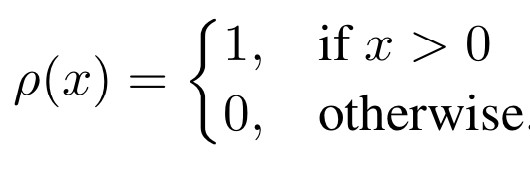 ρ(x) = { 1, if x > 0
0, otherwise.